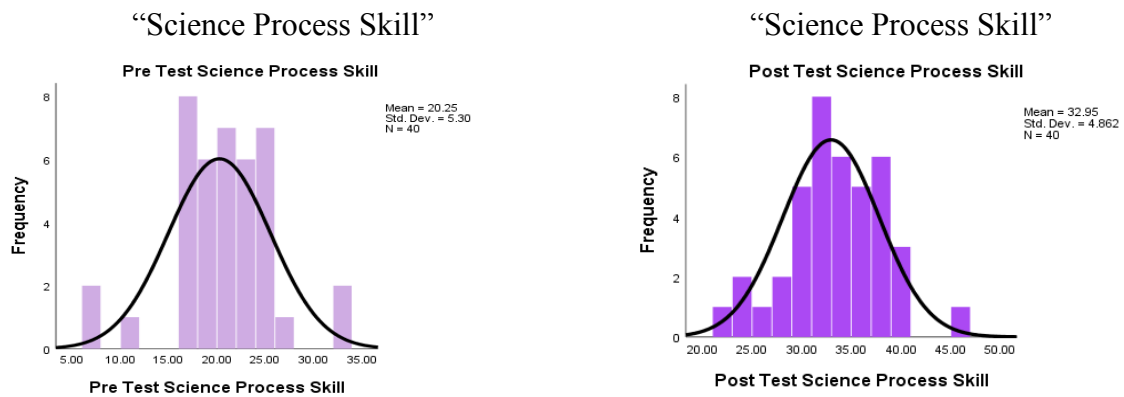 “Science Process Skill”
Pre Test Science Process Skill
Mean = 20.25
Std. Dev. = 5.30
N = 40
Frequency
8
6
4
2
0
5.00 10.00 15.00 20.00 25.00 30.00 35.00
Pre Test Science Process Skill
“Science Process Skill”
Post Test Science Process Skill
Mean = 32.95
Std. Dev. = 4.862
N = 40
Frequency
8
6
4
2
0
20.00 25.00 30.00 35.00 40.00 45.00 50.00
Post Test Science Process Skill